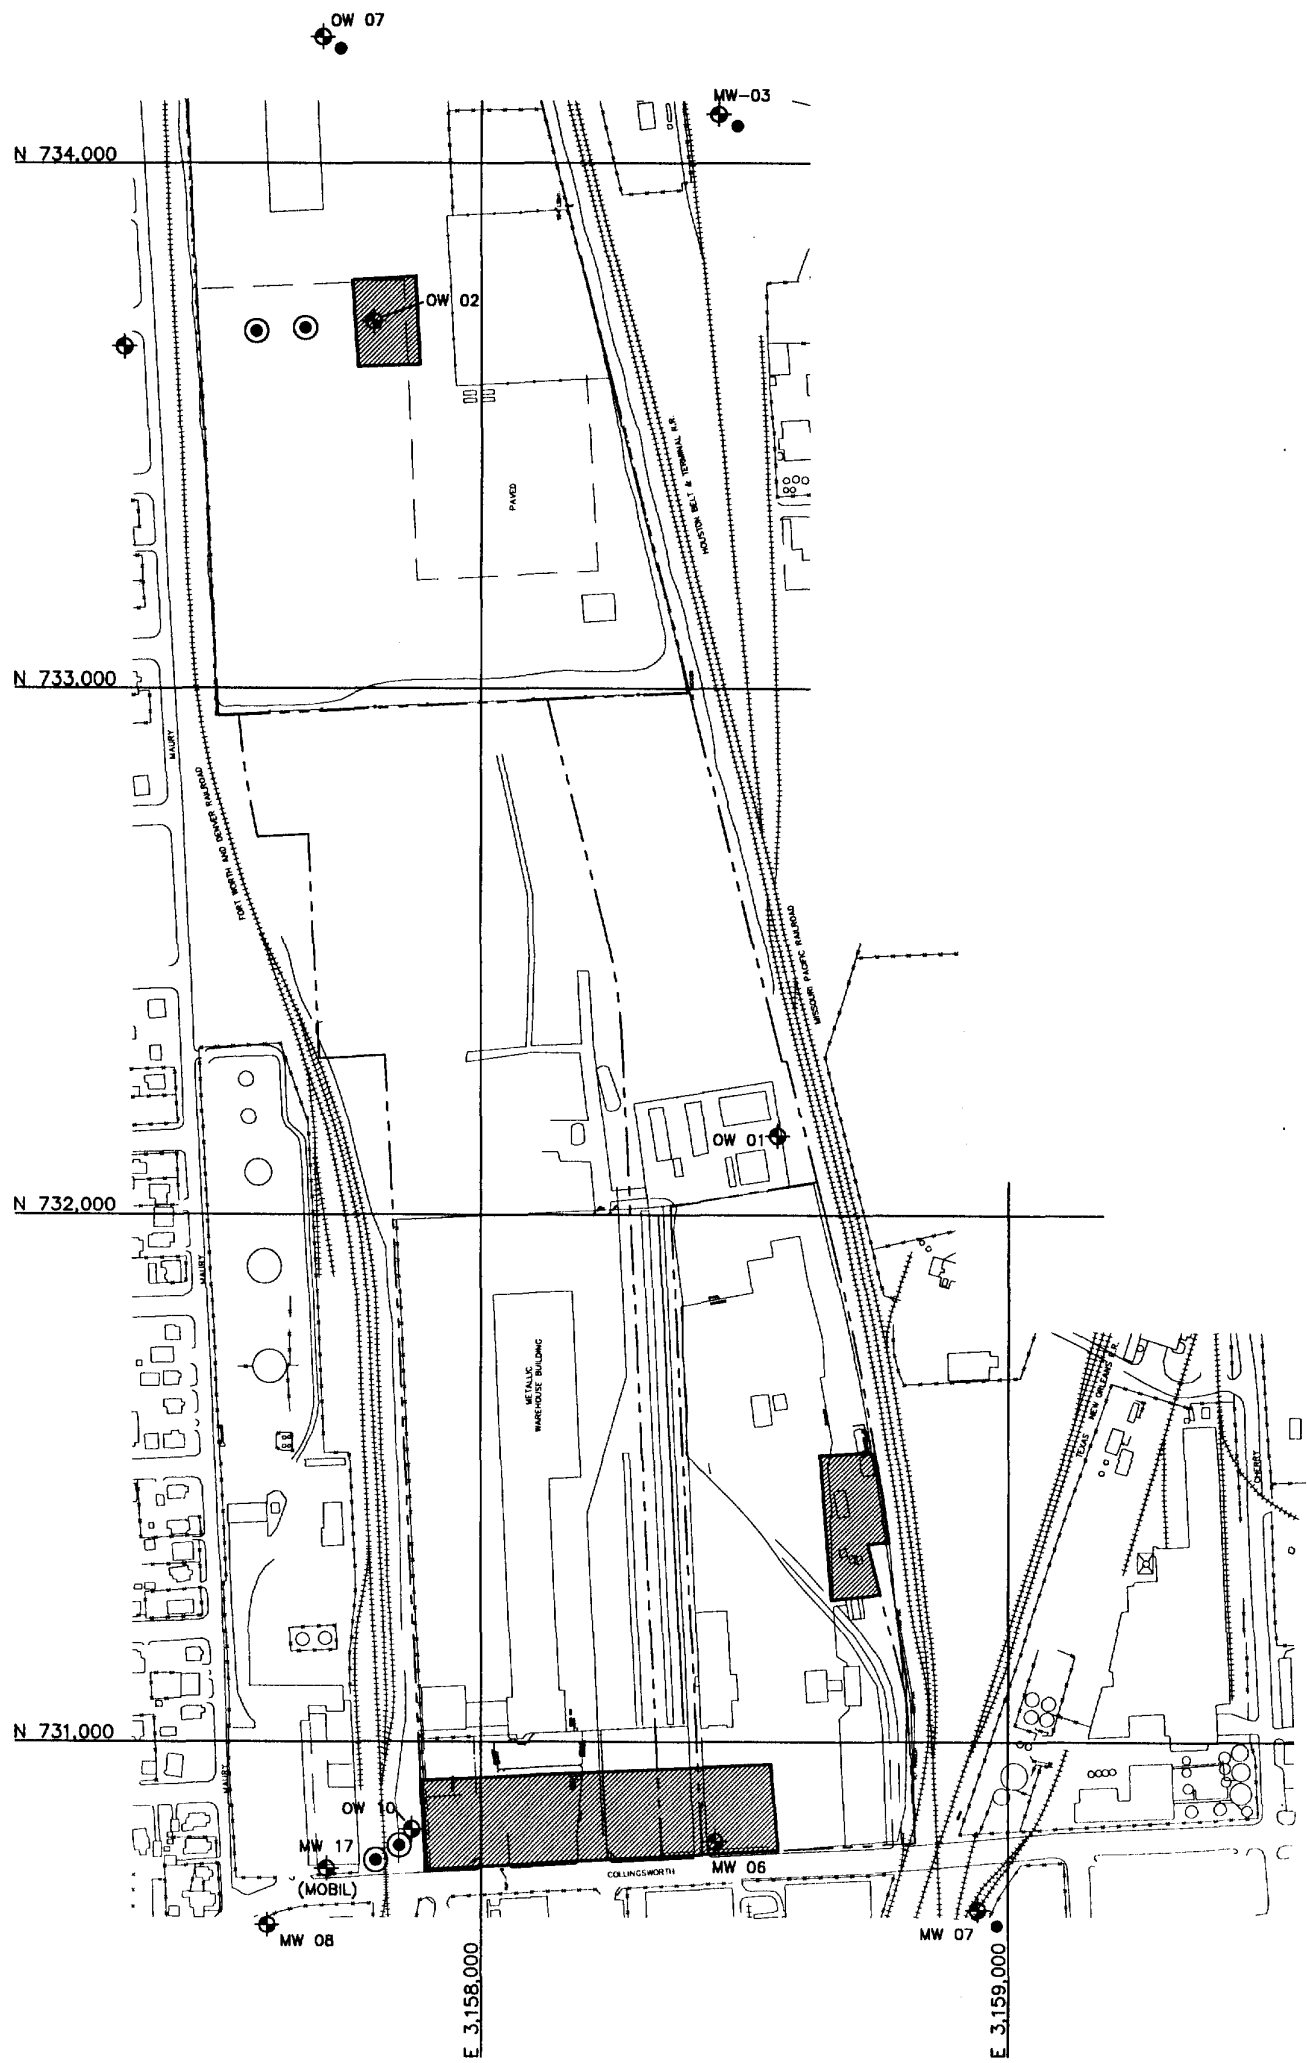 OW 07
MW-03
N 734,000
OW 02
HOUSTON BELT & TERMINAL R.R.
PAVED
N 733,000
MAURY
FORT WORTH AND DENVER RAILROAD
MISSOURI PACIFIC RAILROAD
OW 01
N 732,000
MAURY
METALLIC
WAREHOUSE BUILDING
TEXAS NEW ORLEANS R.R.
CHERRY
N 731,000
MAURY
OW 10
MW 17
(MOBIL)
COLLINGSWORTH
MW 06
MW 08
MW 07
E 3,158,000
E 3,159,000